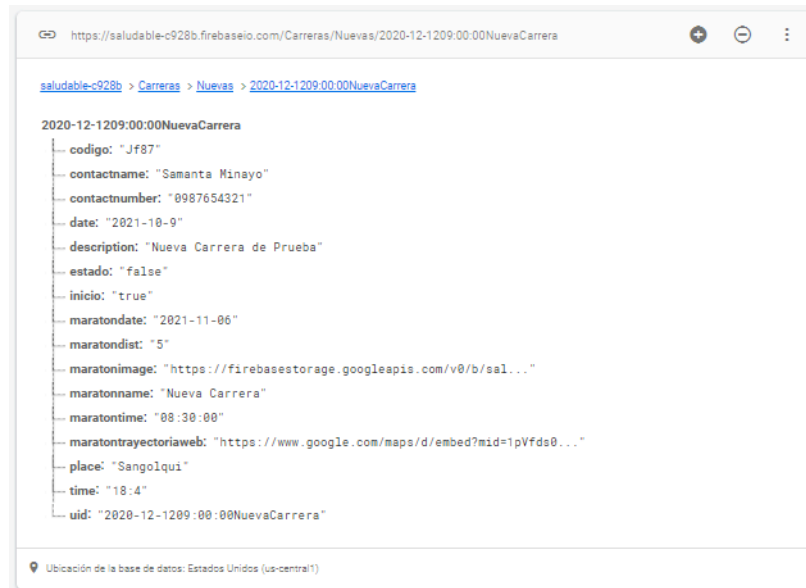 https://saludable-c928b.firebaseio.com/Carreras/Nuevas/2020-12-1209:00:00NuevaCarrera
saludable-c928b > Carreras > Nuevas > 2020-12-1209:00:00NuevaCarrera
2020-12-1209:00:00NuevaCarrera
codigo: "Jf87"
contactname: "Samanta Minayo"
contactnumber: "0987654321"
date: "2021-10-9"
description: "Nueva Carrera de Prueba"
estado: "false"
inicio: "true"
maratondate: "2021-11-06"
maratondist: "5"
maratonimage: "https://firebasestorage.googleapis.com/v0/b/sal..."
maratonname: "Nueva Carrera"
maratontime: "08:30:00"
maratontrayectoriaweb: "https://www.google.com/maps/d/embed?mid=1pVfds0..."
place: "Sangolqui"
time: "18:4"
uid: "2020-12-1209:00:00NuevaCarrera"
Ubicación de la base de datos: Estados Unidos (us-central1)